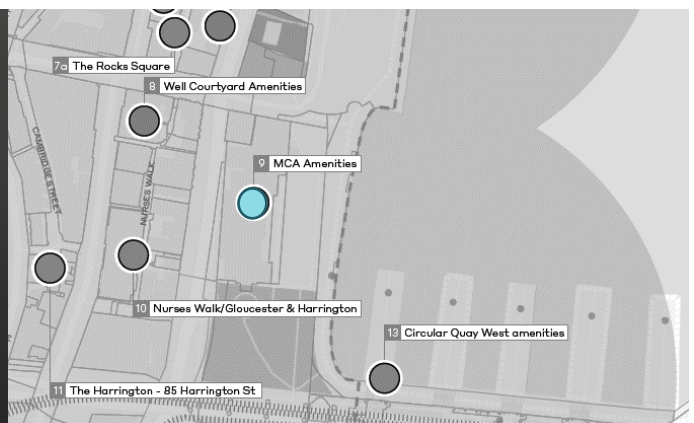 7a The Rocks Square
8 Well Courtyard Amenities
CAMBRIDGE STREET
9 MCA Amenities
NURSES WALK
10 Nurses Walk/Gloucester & Harrington
13 Circular Quay West amenities
11 The Harrington - 85 Harrington St